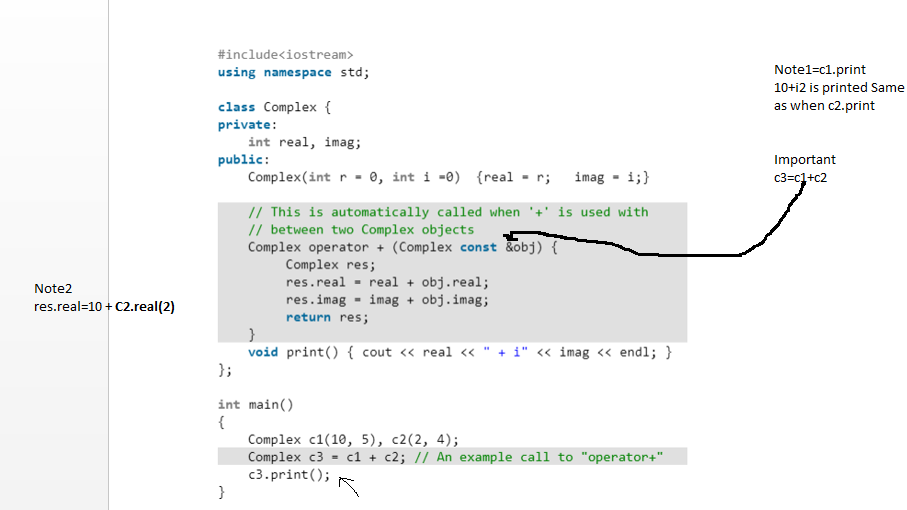 #include<iostream>
using namespace std;
class Complex {
private:
int real, imag;
public:
Complex(int r = 0, int i =0) {real = r; imag = i;}
// This is automatically called when '+' is used with
// between two Complex objects
Complex operator + (Complex const &obj) {
Complex res;
res.real = real + obj.real;
res.imag = imag + obj.imag;
return res;
}
void print() { cout << real << " + i" << imag << endl; }
};
int main()
{
Complex c1(10, 5), c2(2, 4);
Complex c3 = c1 + c2; // An example call to "operator+"
c3.print();
}
Note1=c1.print
10+i2 is printed Same
as when c2.print
Important
c3=c1+c2
Note2
res.real=10 + C2.real(2)